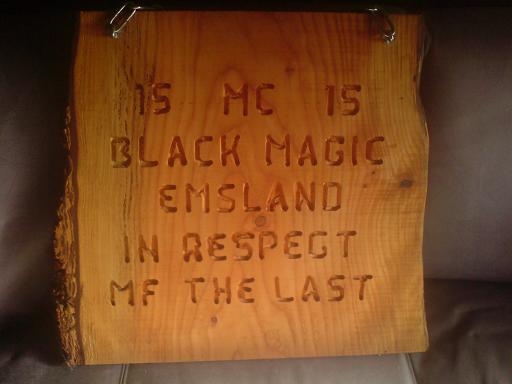 15 MC 15
BLACK MAGIC
EMSLAND
IN RESPECT
MF THE LAST